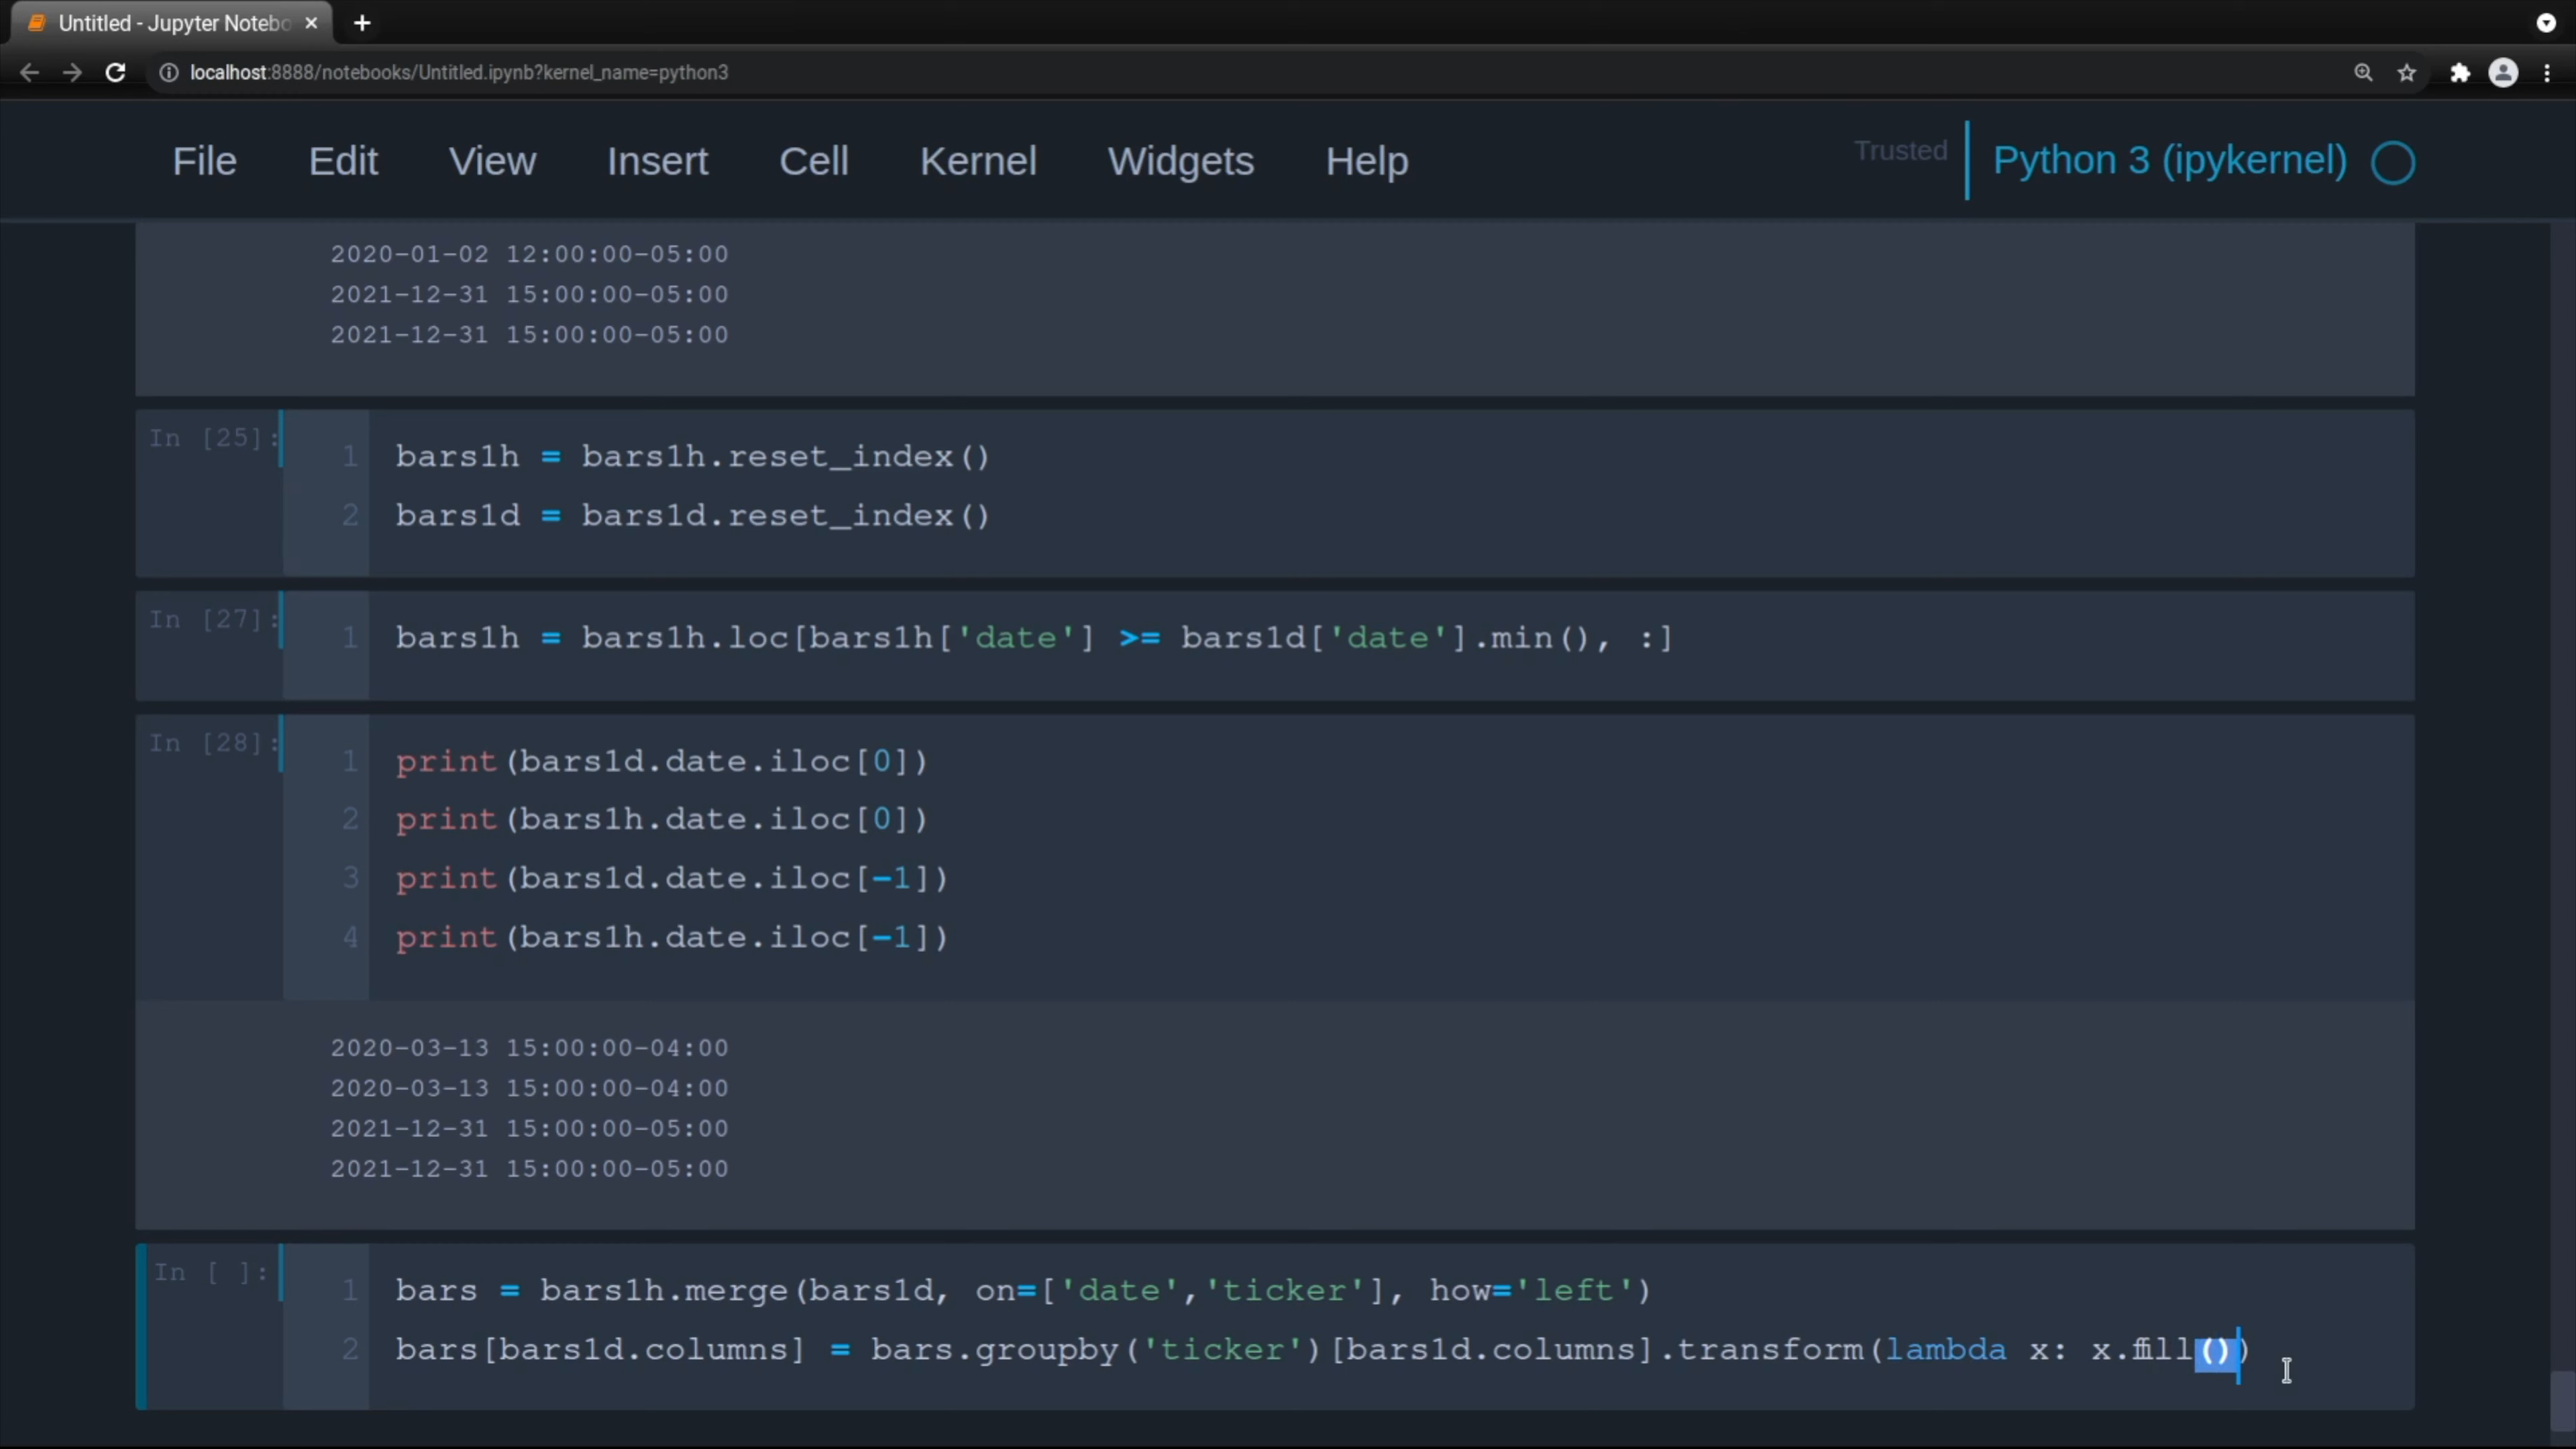 Untitled - Jupyter Notebo
localhost:8888/notebooks/Untitled.ipynb?kernel_name=python3
File Edit View Insert Cell Kernel Widgets Help Trusted Python 3 (ipykernel)
2020-01-02 12:00:00-05:00
2021-12-31 15:00:00-05:00
2021-12-31 15:00:00-05:00
In [25]:
1 bars1h = bars1h.reset_index()
2 bars1d = bars1d.reset_index()
In [27]:
1 bars1h = bars1h.loc[bars1h['date'] >= bars1d['date'].min(), :]
In [28]:
1 print(bars1d.date.iloc[0])
2 print(bars1h.date.iloc[0])
3 print(bars1d.date.iloc[-1])
4 print(bars1h.date.iloc[-1])
2020-03-13 15:00:00-04:00
2020-03-13 15:00:00-04:00
2021-12-31 15:00:00-05:00
2021-12-31 15:00:00-05:00
In [ ]:
1 bars = bars1h.merge(bars1d, on=['date','ticker'], how='left')
2 bars[bars1d.columns] = bars.groupby('ticker')[bars1d.columns].transform(lambda x: x.ffill())